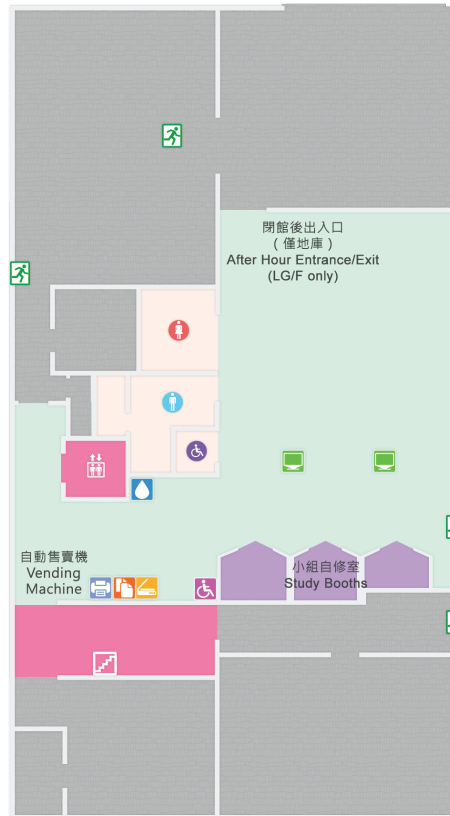 閉館後出入口
( 僅地庫 )
After Hour Entrance/Exit
(LG/F only)
自動售賣機
Vending
Machine
小組自修室
Study Booths